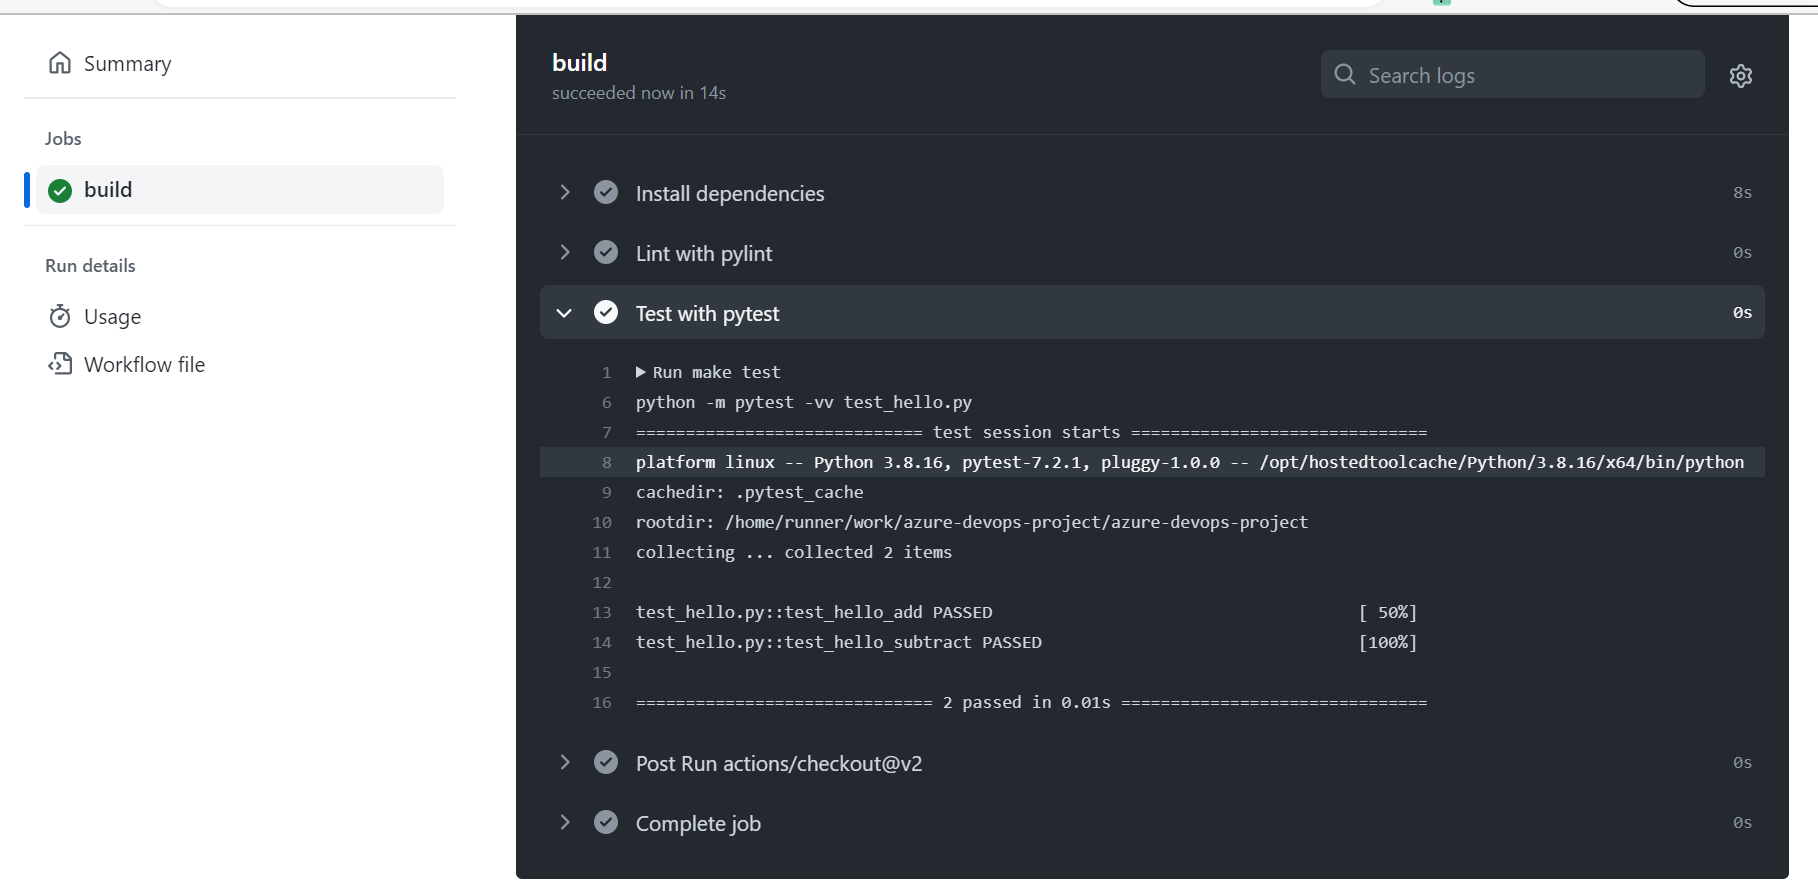 Summary
Jobs
build
Run details
Usage
Workflow file
build
succeeded now in 14s
Search logs
Install dependencies 8s
Lint with pylint 0s
Test with pytest 0s
1 ▶ Run make test
6 python -m pytest -vv test_hello.py
7 ============================= test session starts ==============================
8 platform linux -- Python 3.8.16, pytest-7.2.1, pluggy-1.0.0 -- /opt/hostedtoolcache/Python/3.8.16/x64/bin/python
9 cachedir: .pytest_cache
10 rootdir: /home/runner/work/azure-devops-project/azure-devops-project
11 collecting ... collected 2 items
12
13 test_hello.py::test_hello_add PASSED [ 50%]
14 test_hello.py::test_hello_subtract PASSED [100%]
15
16 ============================== 2 passed in 0.01s ===============================
Post Run actions/checkout@v2 0s
Complete job 0s